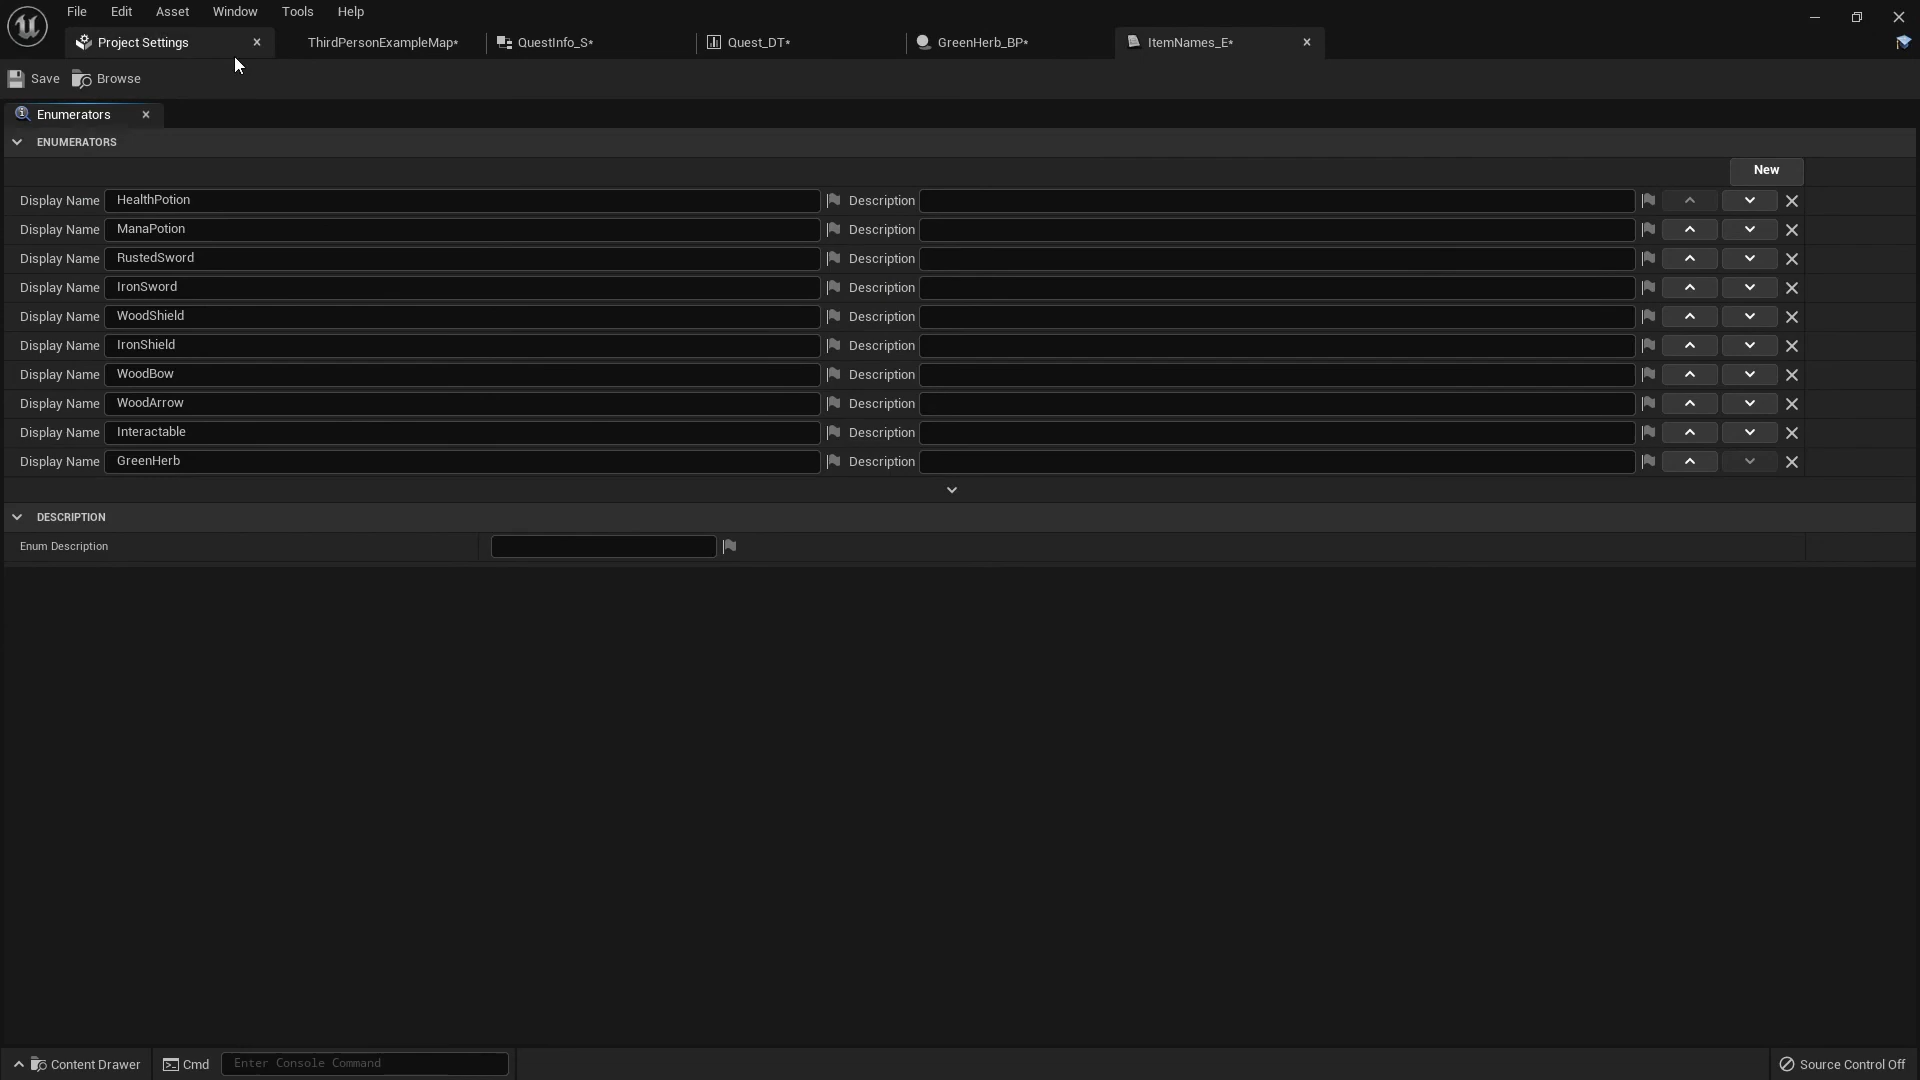 File Edit Asset Window Tools Help
Project Settings ThirdPersonExampleMap* QuestInfo_S* Quest_DT* GreenHerb_BP* ItemNames_E*
Save Browse
Enumerators
ENUMERATORS
New
Display Name HealthPotion Description
Display Name ManaPotion Description
Display Name RustedSword Description
Display Name IronSword Description
Display Name WoodShield Description
Display Name IronShield Description
Display Name WoodBow Description
Display Name WoodArrow Description
Display Name Interactable Description
Display Name GreenHerb Description
DESCRIPTION
Enum Description
Content Drawer Cmd Enter Console Command Source Control Off